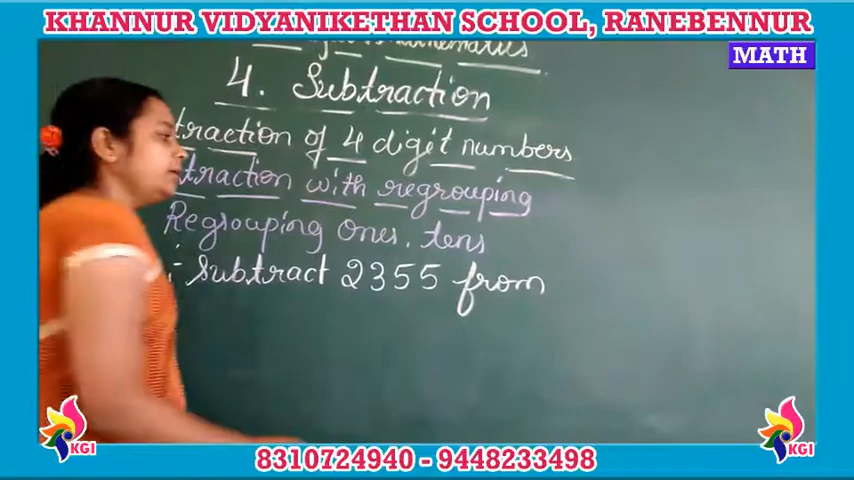 KHANNUR VIDYANIKETHAN SCHOOL, RANEBENNUR
MATH
4. Subtraction
traction of 4 digit numbers
traction with regrouping
Regrouping ones, tens
:- Subtract 2355 from
KGI
KGI
8310724940 - 9448233498